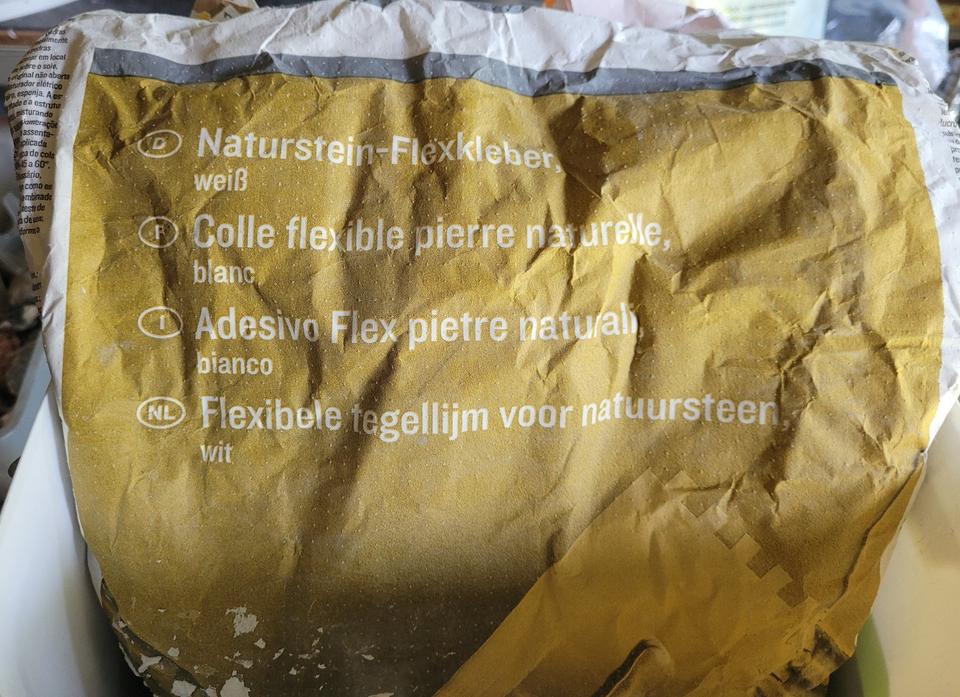 D Naturstein-Flexkleber,
weiß
F Colle flexible pierre naturelle,
blanc
I Adesivo Flex pietre naturali,
bianco
NL Flexibele tegellijm voor natuursteen,
wit